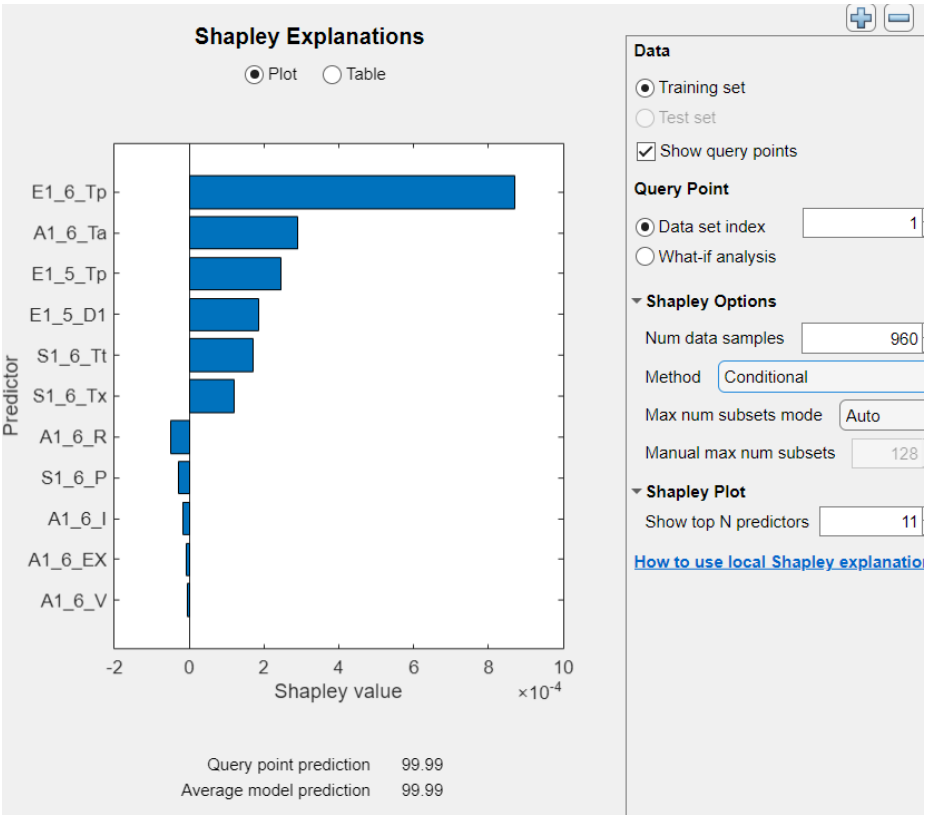 Shapley Explanations
Plot Table
E1_6_Tp
A1_6_Ta
E1_5_Tp
E1_5_D1
S1_6_Tt
S1_6_Tx
A1_6_R
S1_6_P
A1_6_I
A1_6_EX
A1_6_V
Predictor
-2 0 2 4 6 8 10
Shapley value
×10-4
Query point prediction 99.99
Average model prediction 99.99
Data
Training set
Test set
Show query points
Query Point
Data set index 1
What-if analysis
Shapley Options
Num data samples 960
Method Conditional
Max num subsets mode Auto
Manual max num subsets 128
Shapley Plot
Show top N predictors 11
How to use local Shapley explanation